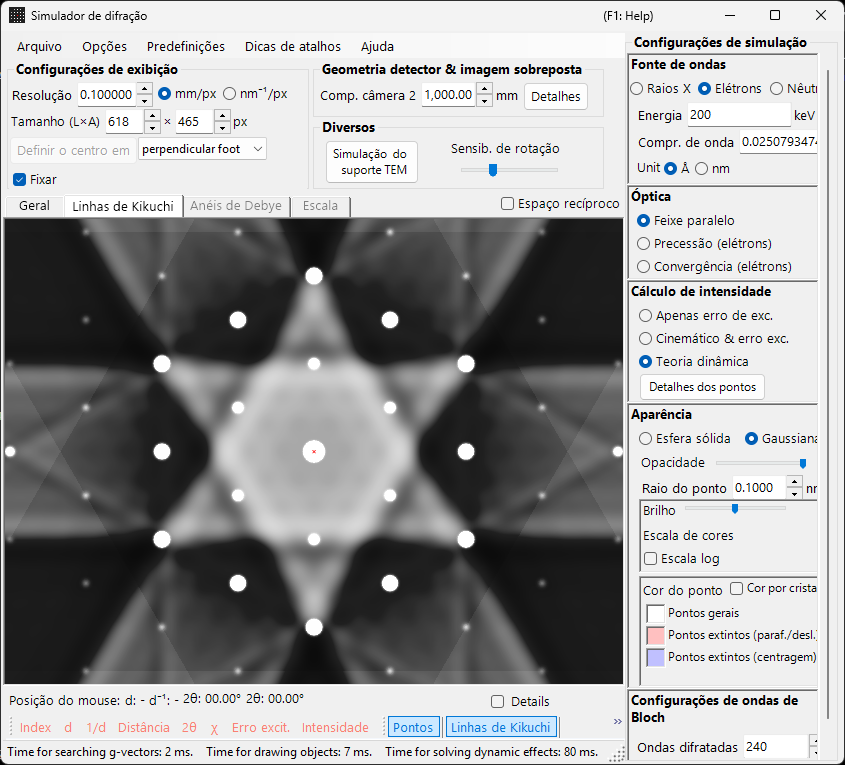 Simulador de difração
(F1: Help)
Arquivo Opções Predefinições Dicas de atalhos Ajuda
Configurações de exibição
Resolução 0.100000 mm/px nm⁻¹/px
Tamanho (L×A) 618 × 465 px
Definir o centro em perpendicular foot
Fixar
Geometria detector & imagem sobreposta
Comp. câmera 2 1,000.00 mm Detalhes
Diversos
Simulação do
suporte TEM
Sensib. de rotação
Geral Linhas de Kikuchi Anéis de Debye Escala
Espaço recíproco
Configurações de simulação
Fonte de ondas
Raios X Elétrons Nêutr
Energia 200 keV
Compr. de onda 0.025079347
Unit Å nm
Óptica
Feixe paralelo
Precessão (elétrons)
Convergência (elétrons)
Cálculo de intensidade
Apenas erro de exc.
Cinemático & erro exc.
Teoria dinâmica
Detalhes dos pontos
Aparência
Esfera sólida Gaussiana
Opacidade
Raio do ponto 0.1000 nm
Brilho
Escala de cores
Escala log
Cor do ponto Cor por crista
Pontos gerais
Pontos extintos (paraf./desl.)
Pontos extintos (centragem)
Configurações de ondas de
Bloch
Ondas difratadas 240
Posição do mouse: d: - d⁻¹: - 2θ: 00.00° 2θ: 00.00°
Details
Index d 1/d Distância 2θ χ Erro excit. Intensidade Pontos Linhas de Kikuchi »
Time for searching g-vectors: 2 ms. Time for drawing objects: 7 ms. Time for solving dynamic effects: 80 ms.